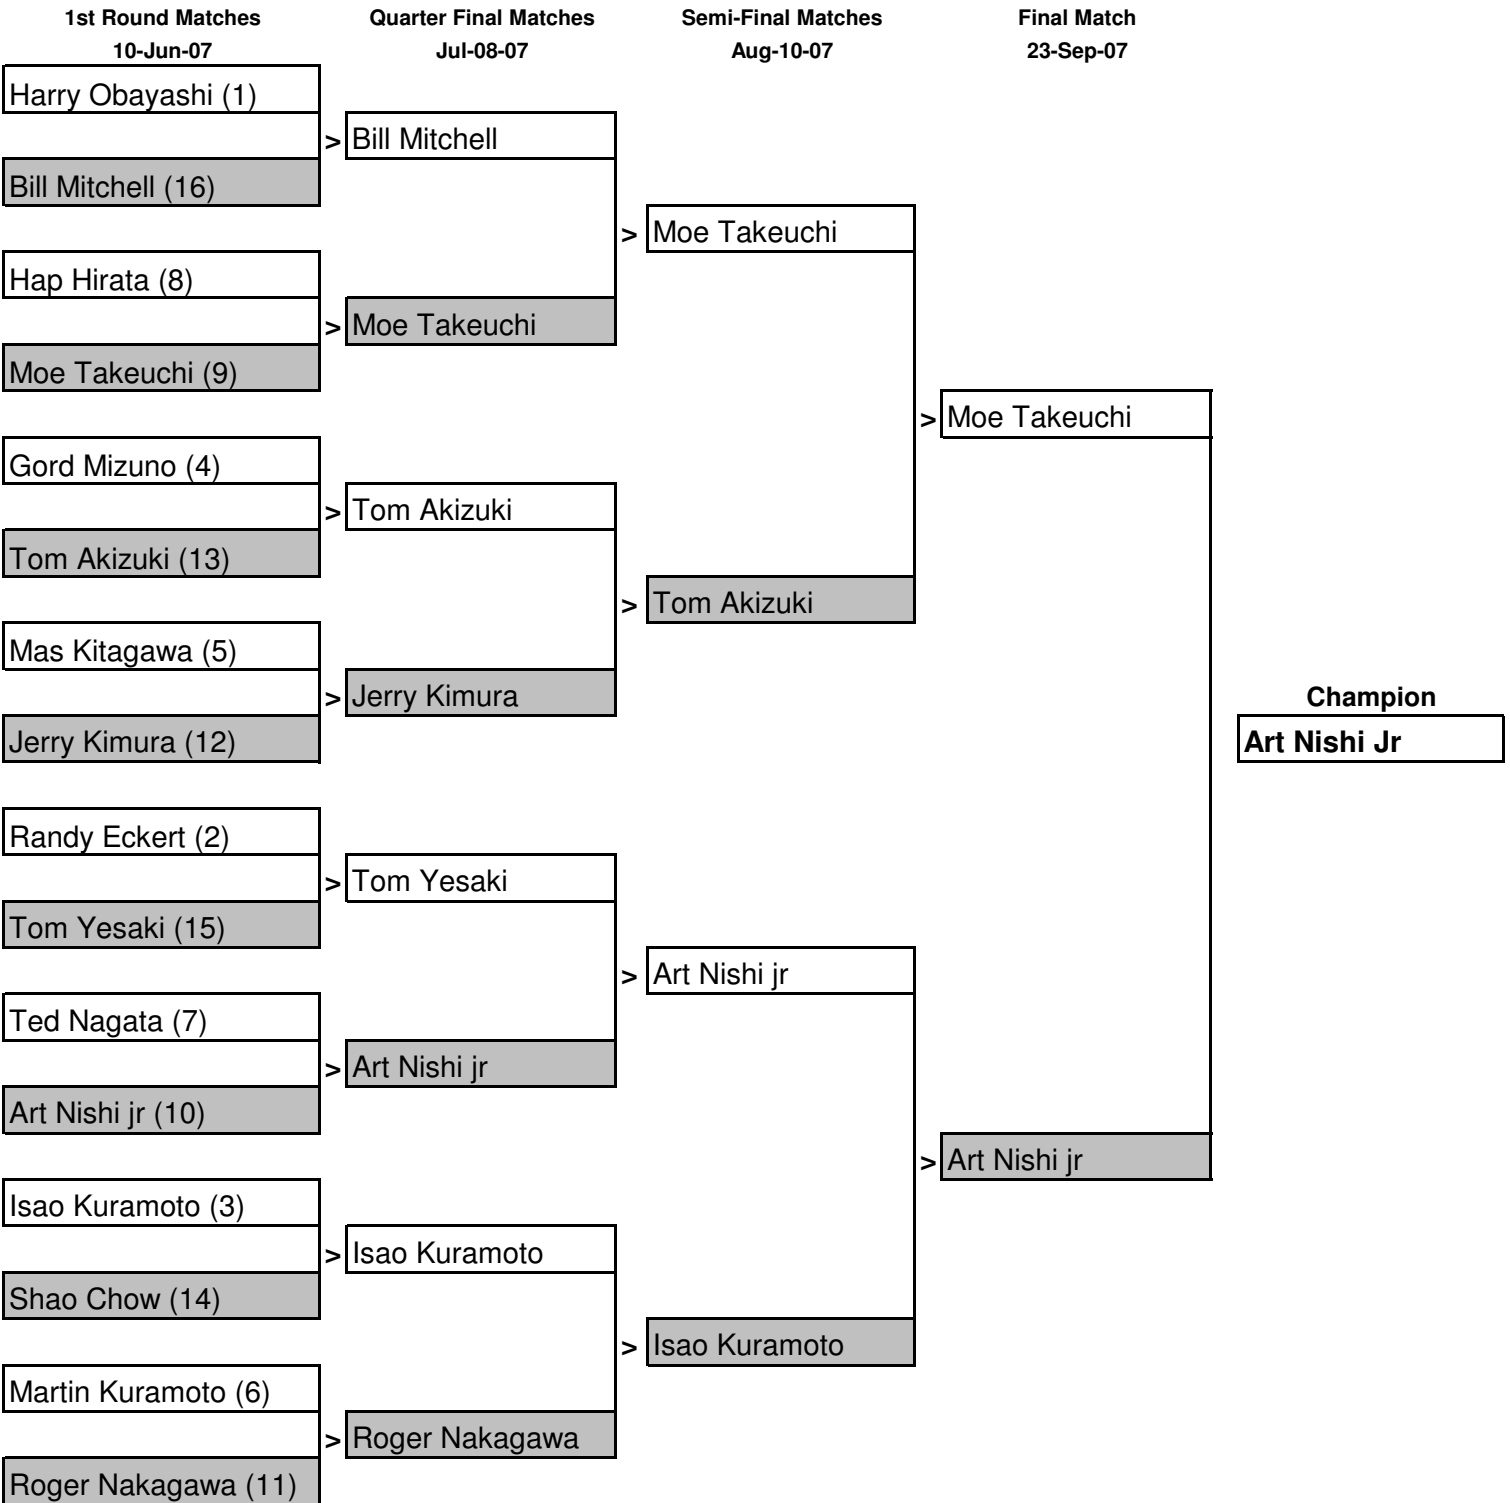 1st Round Matches
Quarter Final Matches
Semi-Final Matches
Final Match
10-Jun-07
Jul-08-07
Aug-10-07
23-Sep-07
Harry Obayashi (1)
> Bill Mitchell
Bill Mitchell (16)
> Moe Takeuchi
Hap Hirata (8)
> Moe Takeuchi
Moe Takeuchi (9)
> Moe Takeuchi
Gord Mizuno (4)
> Tom Akizuki
Tom Akizuki (13)
> Tom Akizuki
Mas Kitagawa (5)
> Jerry Kimura
Jerry Kimura (12)
Champion
Art Nishi Jr
Randy Eckert (2)
> Tom Yesaki
Tom Yesaki (15)
> Art Nishi jr
Ted Nagata (7)
> Art Nishi jr
Art Nishi jr (10)
> Art Nishi jr
Isao Kuramoto (3)
> Isao Kuramoto
Shao Chow (14)
> Isao Kuramoto
Martin Kuramoto (6)
> Roger Nakagawa
Roger Nakagawa (11)